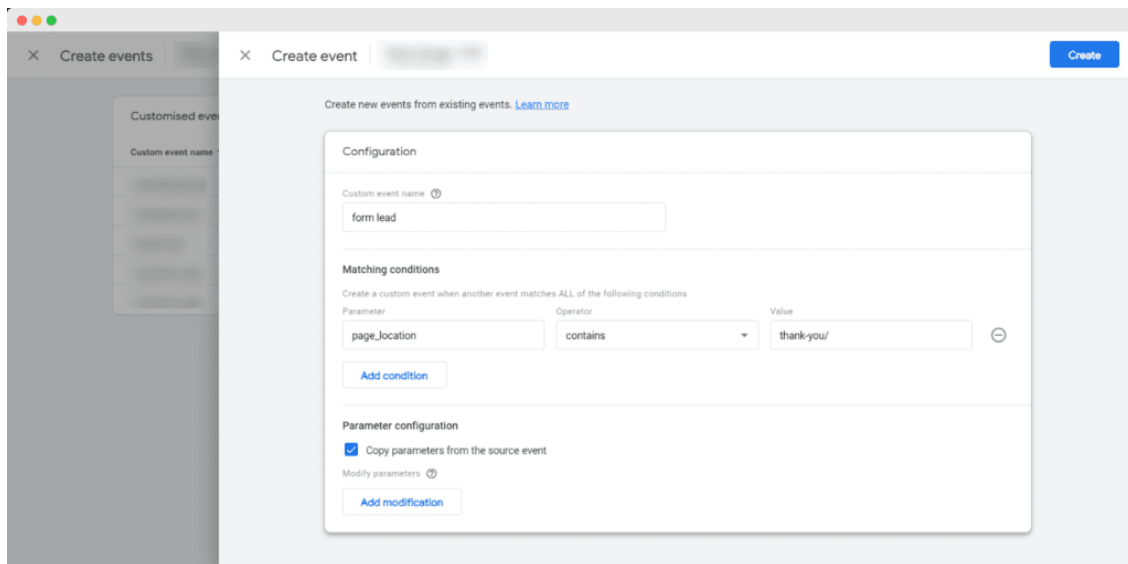 Create events
Create event
Create
Customised eve
Custom event name
Create new events from existing events. Learn more
Configuration
Custom event name
form lead
Matching conditions
Create a custom event when another event matches ALL of the following conditions
Parameter Operator Value
page_location contains thank-you/
Add condition
Parameter configuration
Copy parameters from the source event
Modify parameters
Add modification